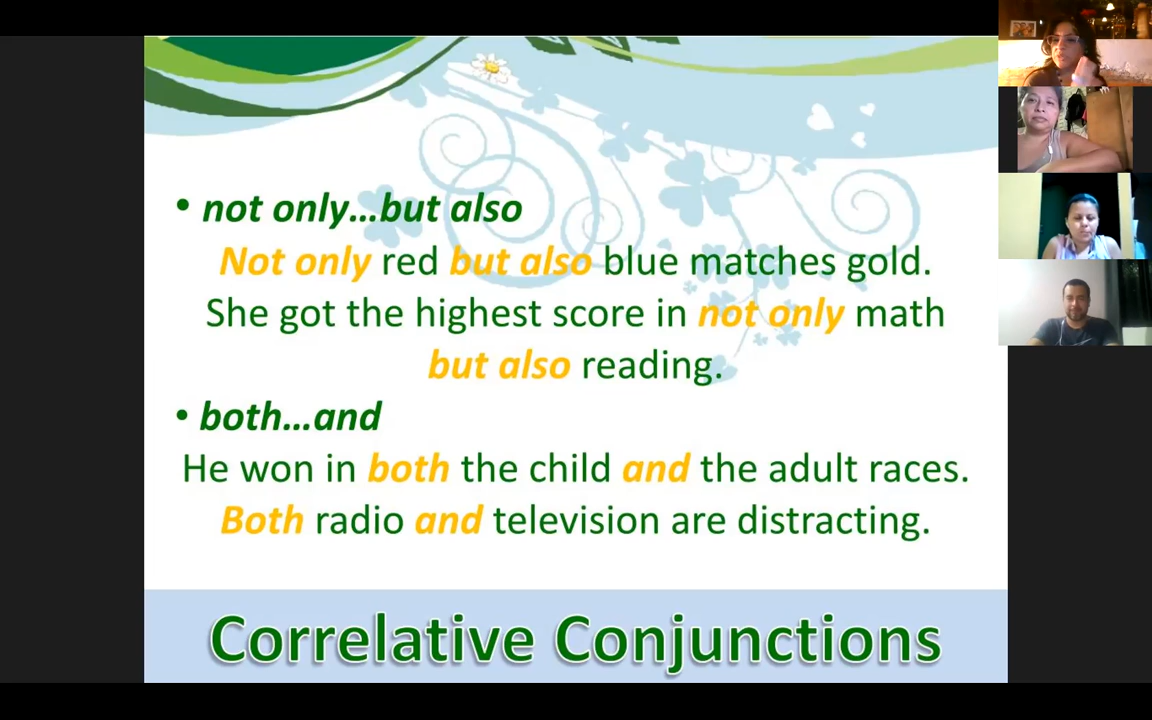 • not only...but also
Not only red but also blue matches gold.
She got the highest score in not only math
but also reading.
• both...and
He won in both the child and the adult races.
Both radio and television are distracting.
Correlative Conjunctions